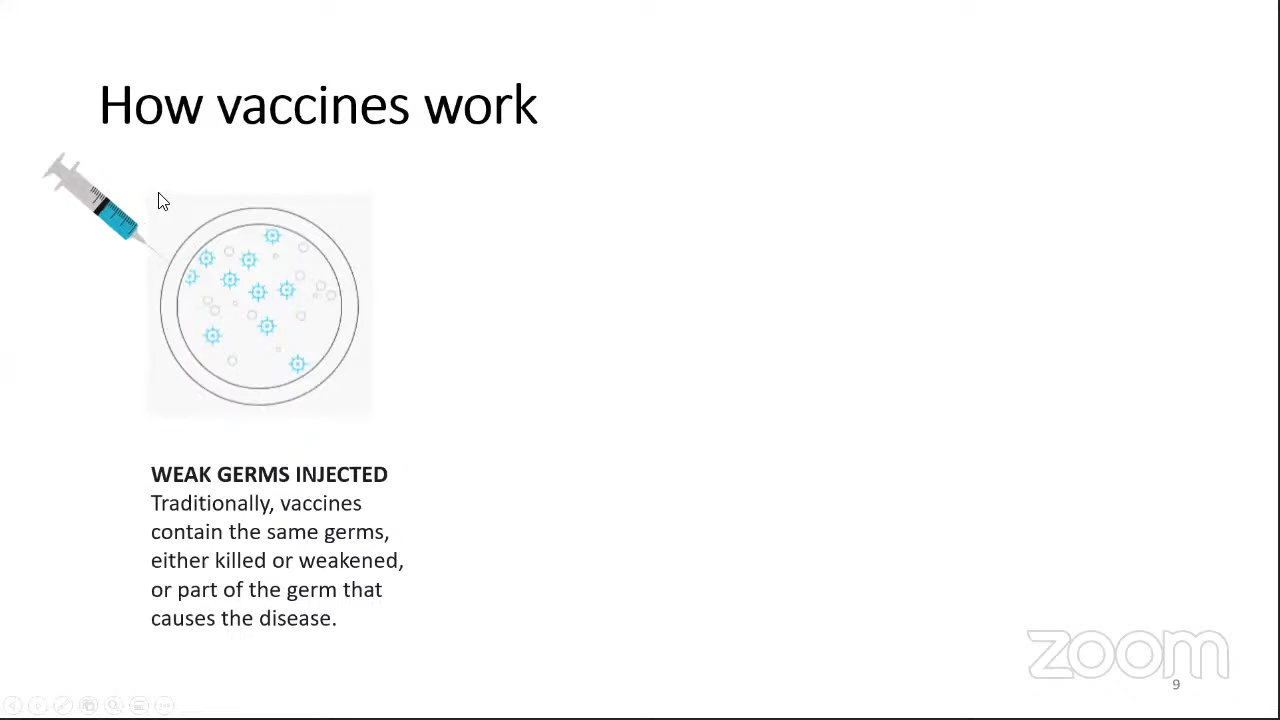 How vaccines work
WEAK GERMS INJECTED
Traditionally, vaccines
contain the same germs,
either killed or weakened,
or part of the germ that
causes the disease.
zoom
9